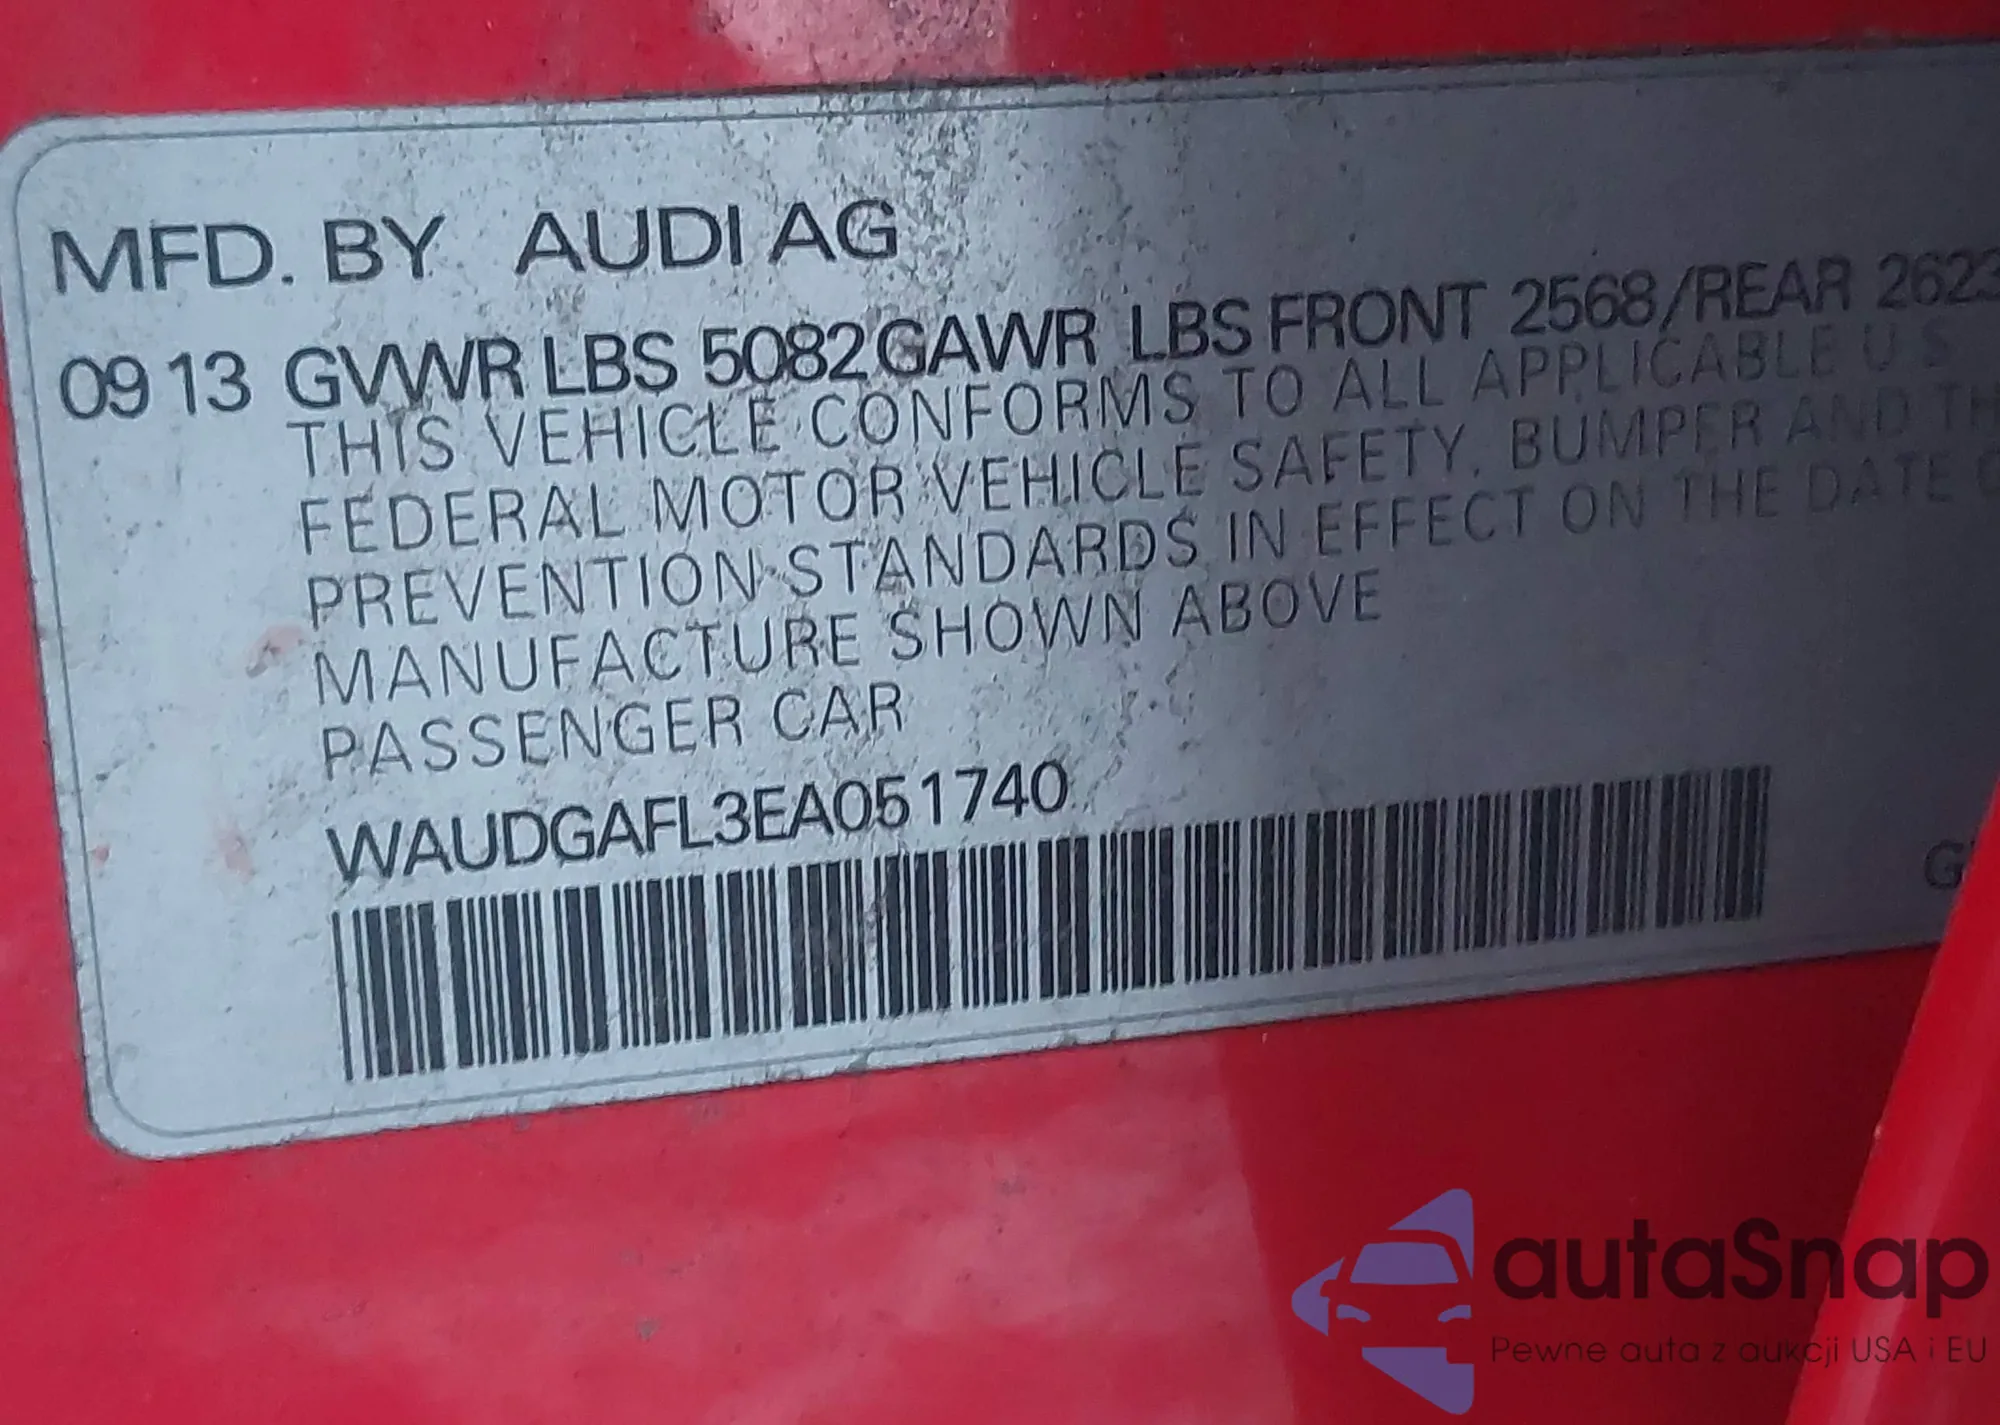 MFD. BY AUDI AG
09 13 GVWR LBS 5082 GAWR LBS FRONT 2568/REAR 2623
THIS VEHICLE CONFORMS TO ALL APPLICABLE U S
FEDERAL MOTOR VEHICLE SAFETY, BUMPER AND
PREVENTION STANDARDS IN EFFECT ON THE DATE
MANUFACTURE SHOWN ABOVE
PASSENGER CAR
WAUDGAFL3EA051740
autaSnap
Pewne auta z aukcji USA i EU